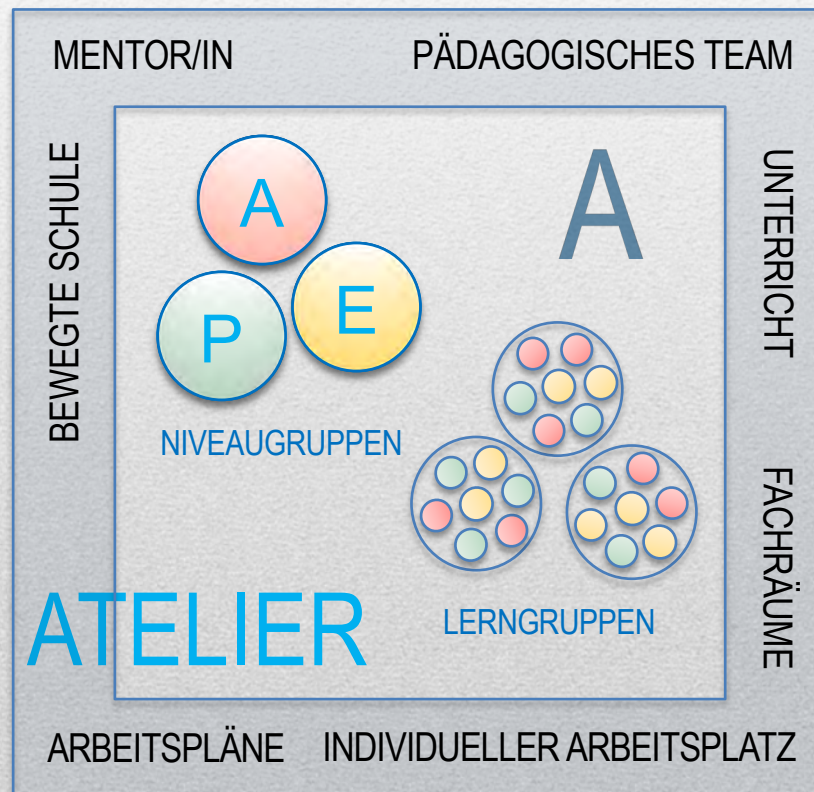 MENTOR/IN
PÄDAGOGISCHES TEAM
BEWEGTE SCHULE
UNTERRICHT
A
A
E
P
NIVEAUGRUPPEN
FACHRÄUME
ATELIER
LERNGRUPPEN
ARBEITSPLÄNE
INDIVIDUELLER ARBEITSPLATZ